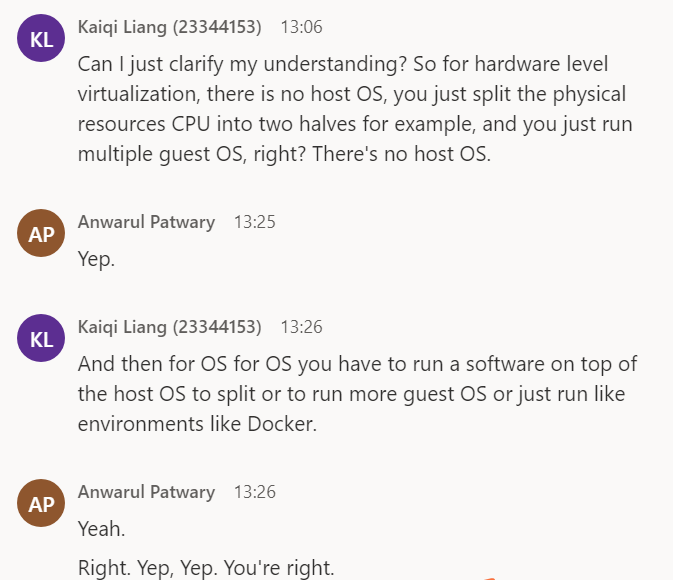 KL
Kaiqi Liang (23344153) 13:06
Can I just clarify my understanding? So for hardware level
virtualization, there is no host OS, you just split the physical
resources CPU into two halves for example, and you just run
multiple guest OS, right? There's no host OS.
AP
Anwarul Patwary 13:25
Yep.
KL
Kaiqi Liang (23344153) 13:26
And then for OS for OS you have to run a software on top of
the host OS to split or to run more guest OS or just run like
environments like Docker.
AP
Anwarul Patwary 13:26
Yeah.
Right. Yep, Yep. You're right.